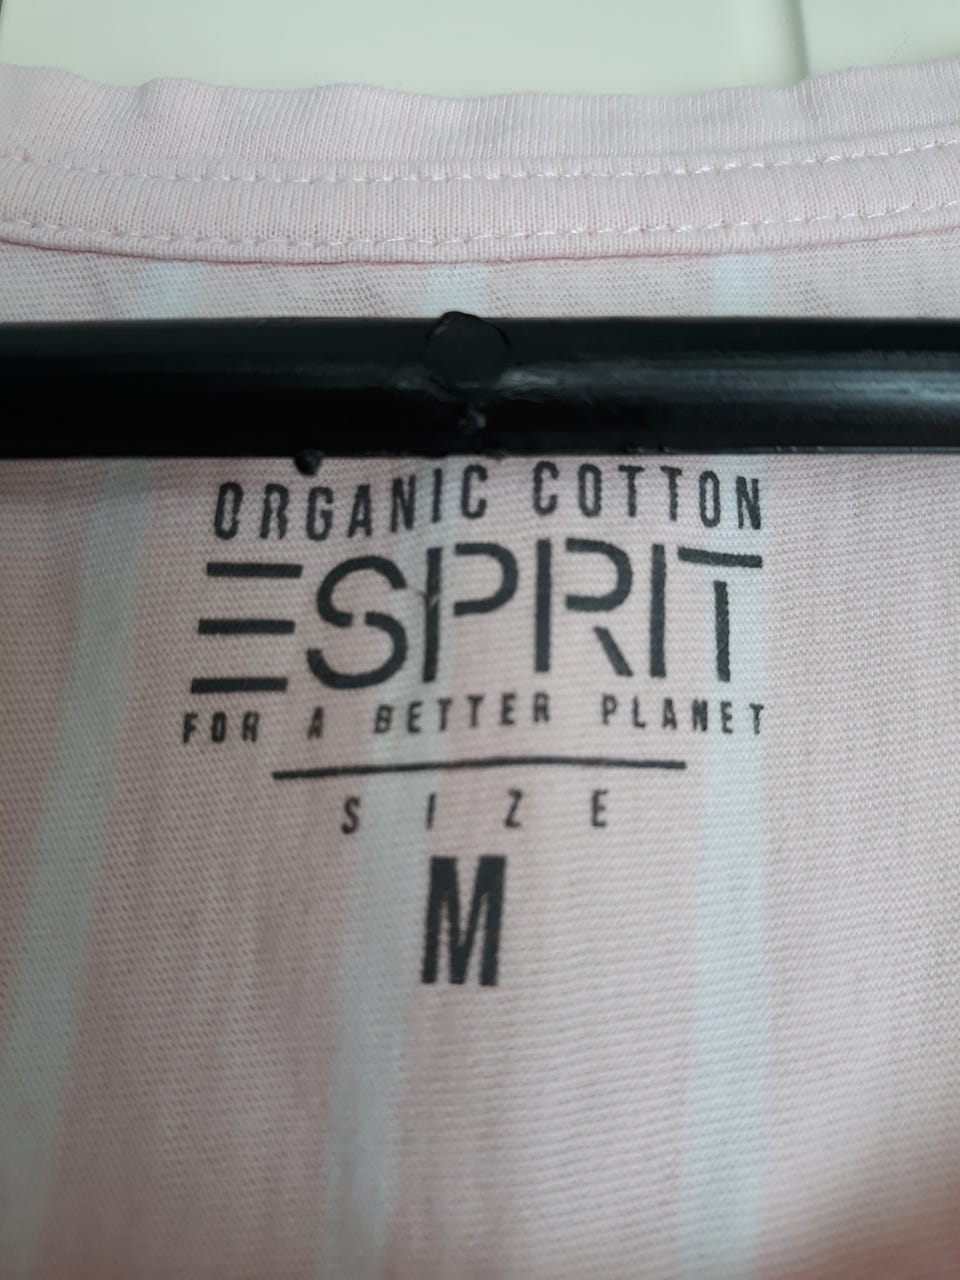 ORGANIC COTTON
ESPRIT
FOR A BETTER PLANET
SIZE
M